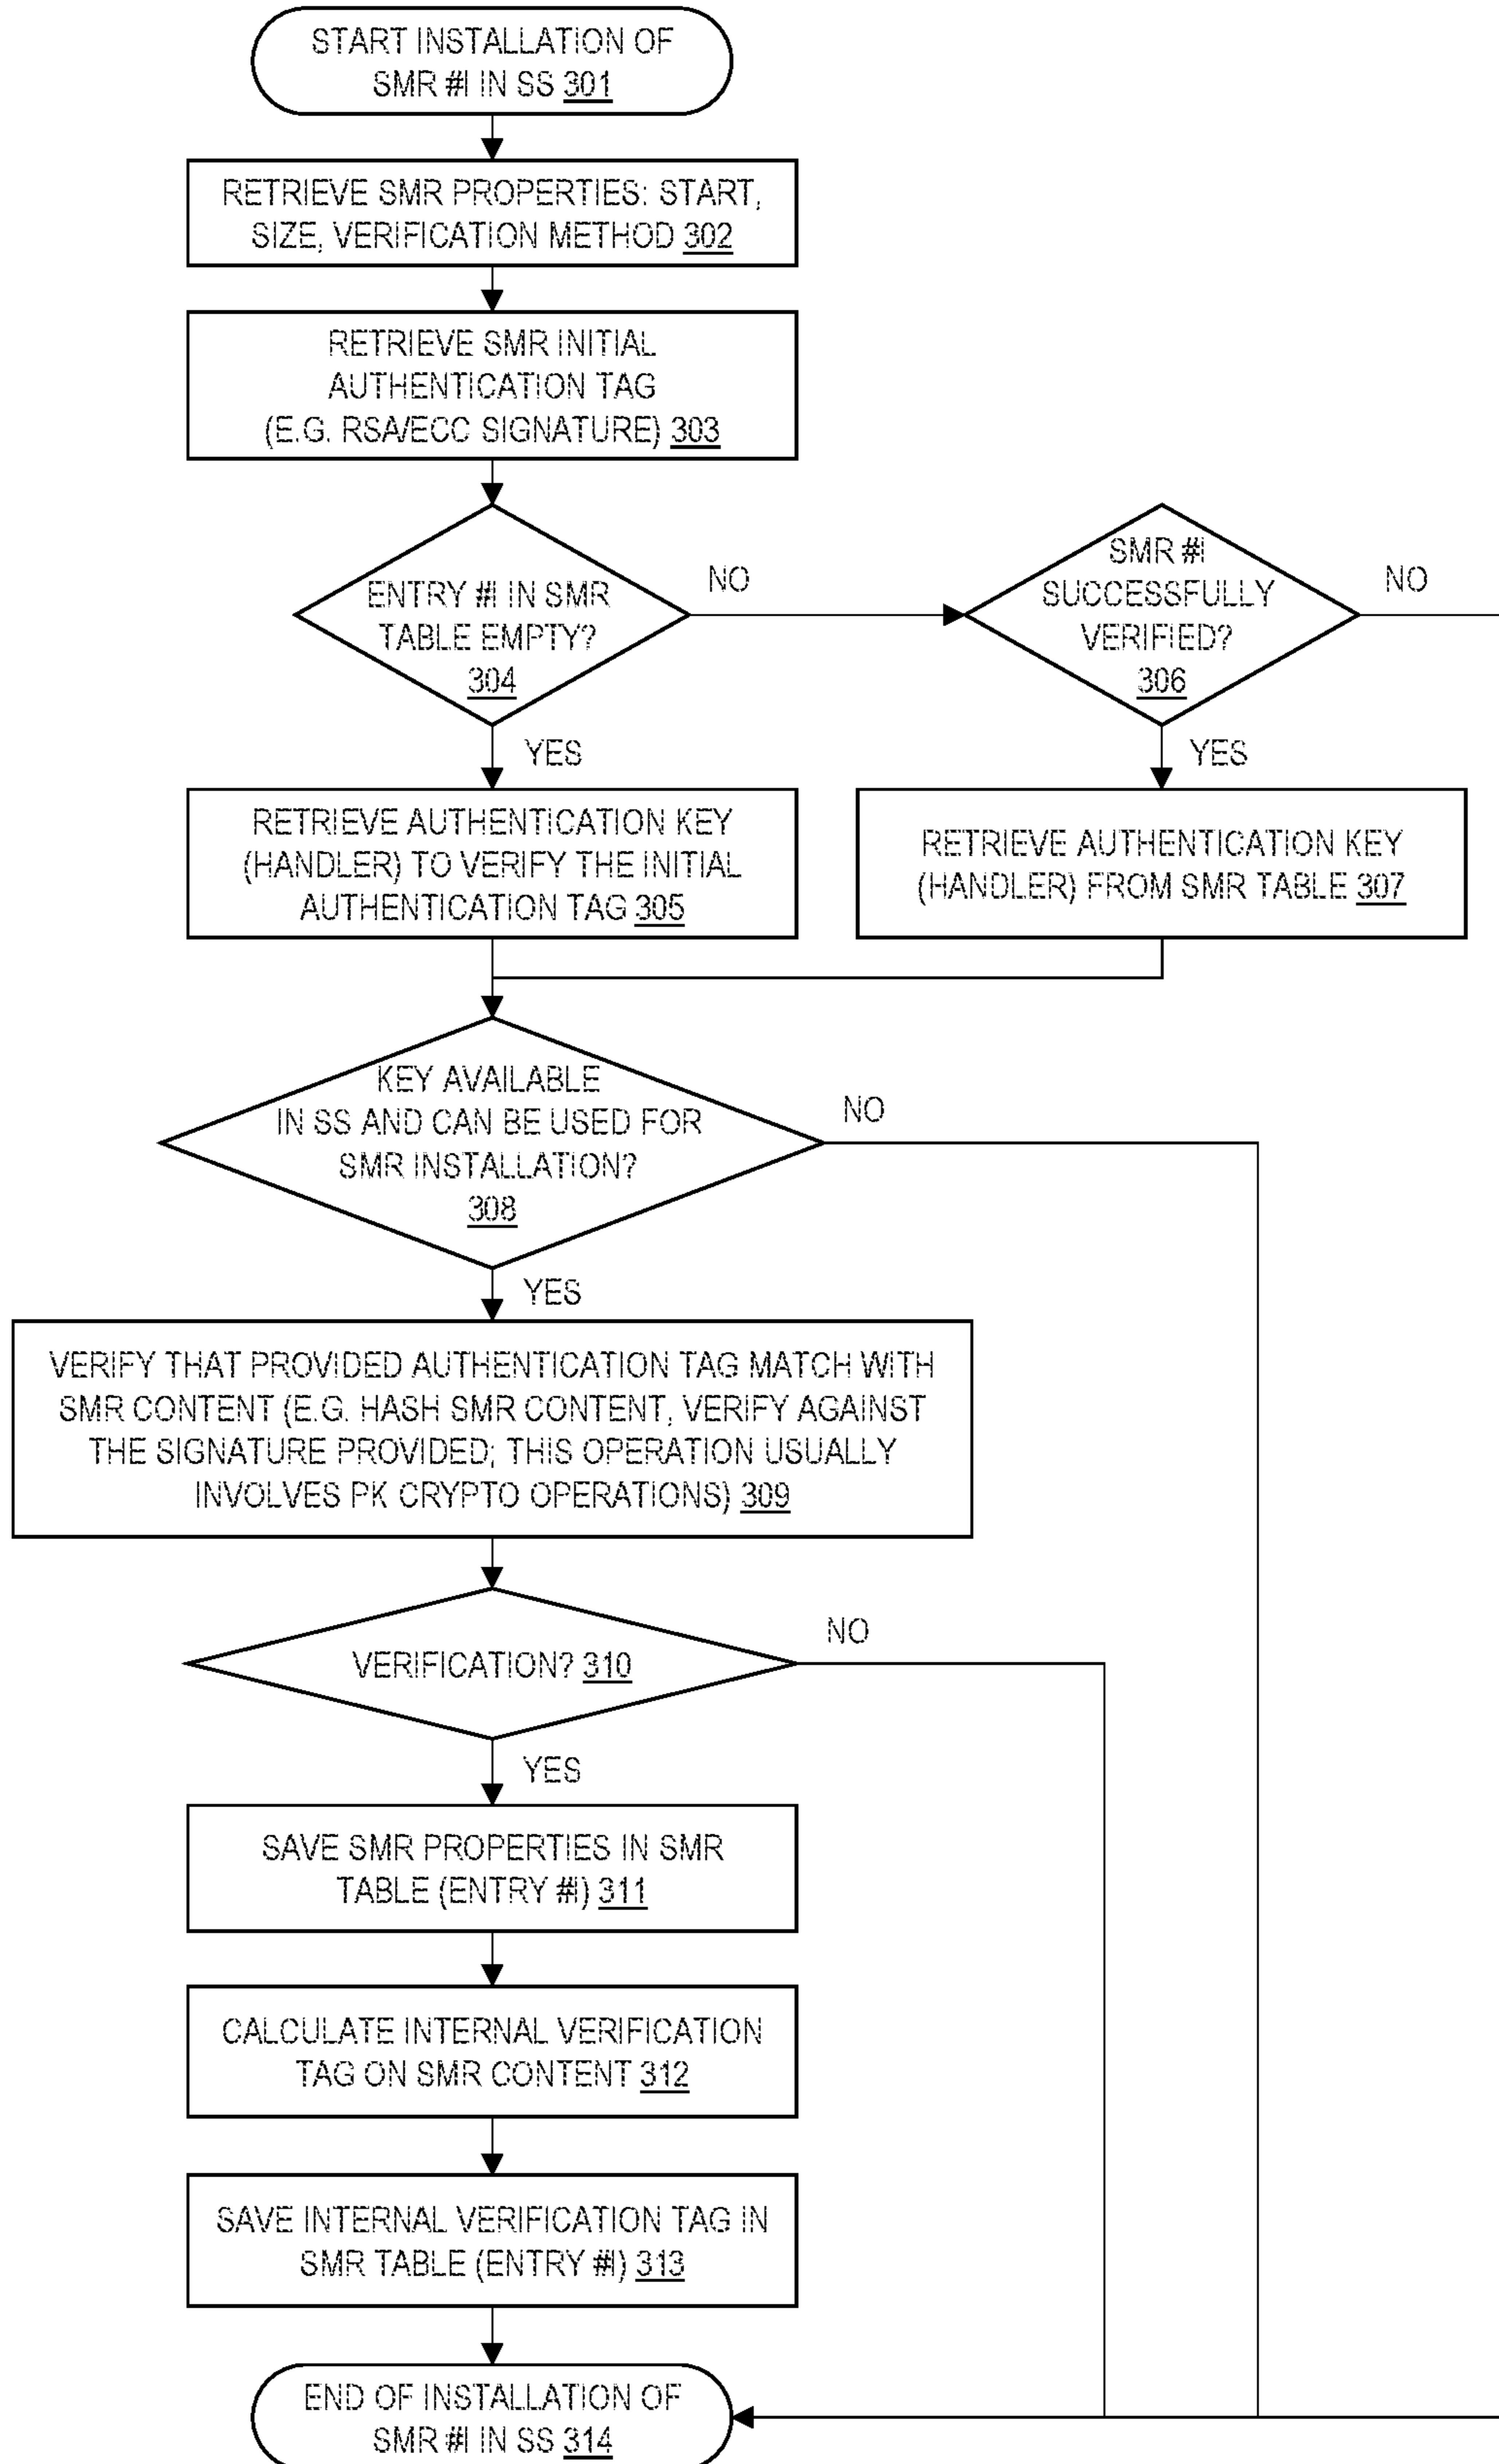 START INSTALLATION OF
SMR #I IN SS 301
RETRIEVE SMR PROPERTIES: START,
SIZE, VERIFICATION METHOD 302
RETRIEVE SMR INITIAL
AUTHENTICATION TAG
(E.G. RSA/ECC SIGNATURE) 303
ENTRY #I IN SMR
TABLE EMPTY?
304
NO
SMR #I
SUCCESSFULLY
VERIFIED?
306
NO
YES
YES
RETRIEVE AUTHENTICATION KEY
(HANDLER) TO VERIFY THE INITIAL
AUTHENTICATION TAG 305
RETRIEVE AUTHENTICATION KEY
(HANDLER) FROM SMR TABLE 307
KEY AVAILABLE
IN SS AND CAN BE USED FOR
SMR INSTALLATION?
308
NO
YES
VERIFY THAT PROVIDED AUTHENTICATION TAG MATCH WITH
SMR CONTENT (E.G. HASH SMR CONTENT, VERIFY AGAINST
THE SIGNATURE PROVIDED; THIS OPERATION USUALLY
INVOLVES PK CRYPTO OPERATIONS) 309
VERIFICATION? 310
NO
YES
SAVE SMR PROPERTIES IN SMR
TABLE (ENTRY #I) 311
CALCULATE INTERNAL VERIFICATION
TAG ON SMR CONTENT 312
SAVE INTERNAL VERIFICATION TAG IN
SMR TABLE (ENTRY #I) 313
END OF INSTALLATION OF
SMR #I IN SS 314